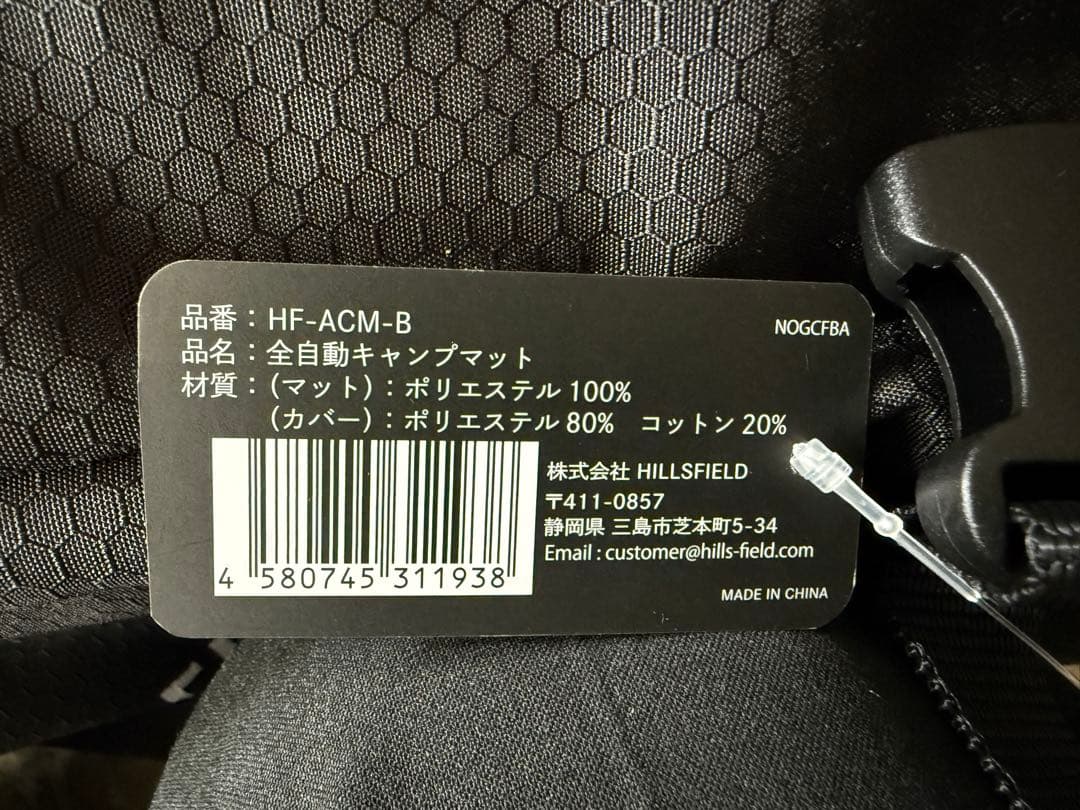 品番：HF-ACM-B
NOGCFBA
品名：全自動キャンプマット
材質：（マット）：ポリエステル 100%
（カバー）：ポリエステル 80%　コットン 20%
株式会社 HILLSFIELD
〒411-0857
静岡県 三島市芝本町5-34
Email : customer@hills-field.com
4 580745 311938
MADE IN CHINA